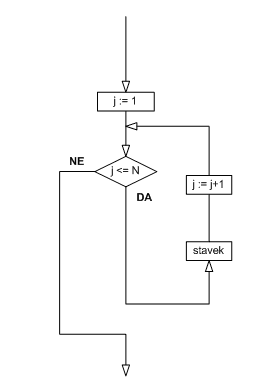 j := 1
NE
j <= N
DA
j := j+1
stavek